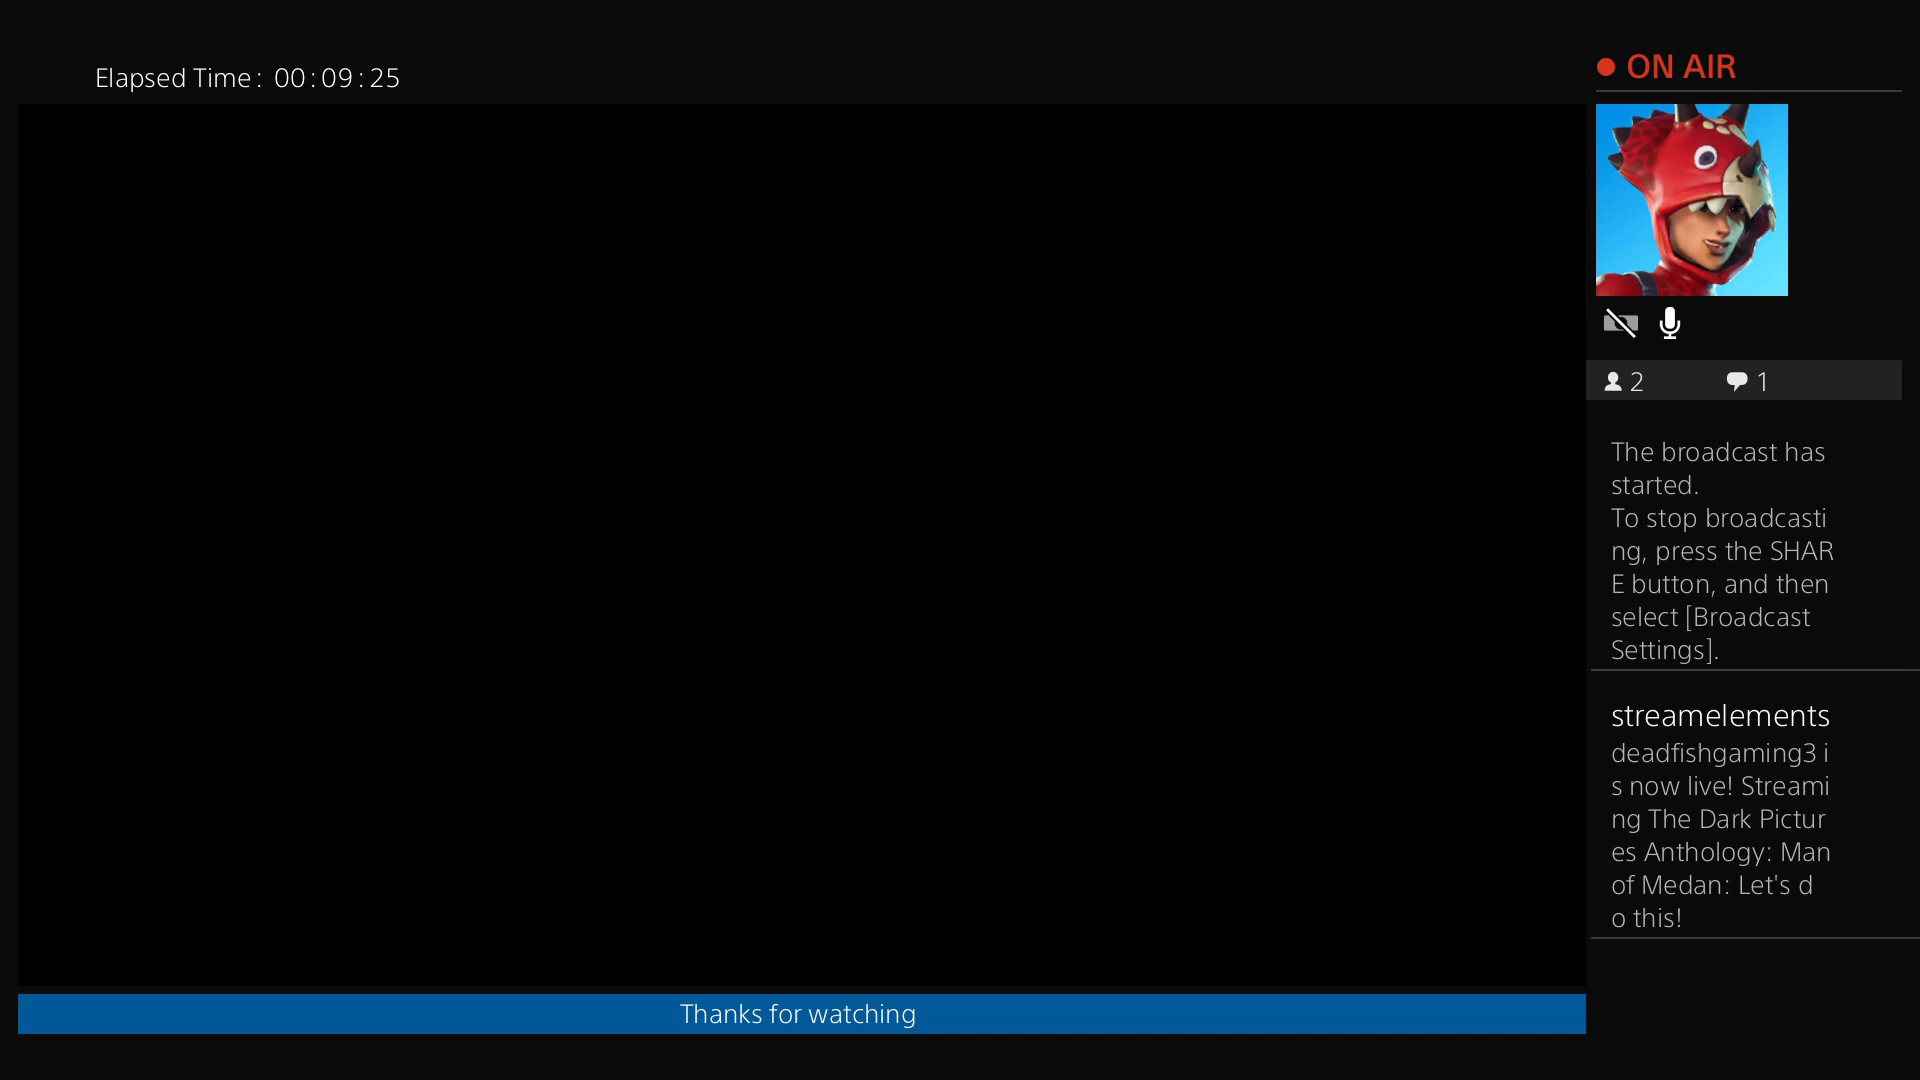 Elapsed Time: 00:09:25
ON AIR
2
1
The broadcast has
started.
To stop broadcasti
ng, press the SHAR
E button, and then
select [Broadcast
Settings].
streamelements
deadfishgaming3 i
s now live! Streami
ng The Dark Pictur
es Anthology: Man
of Medan: Let's d
o this!
Thanks for watching